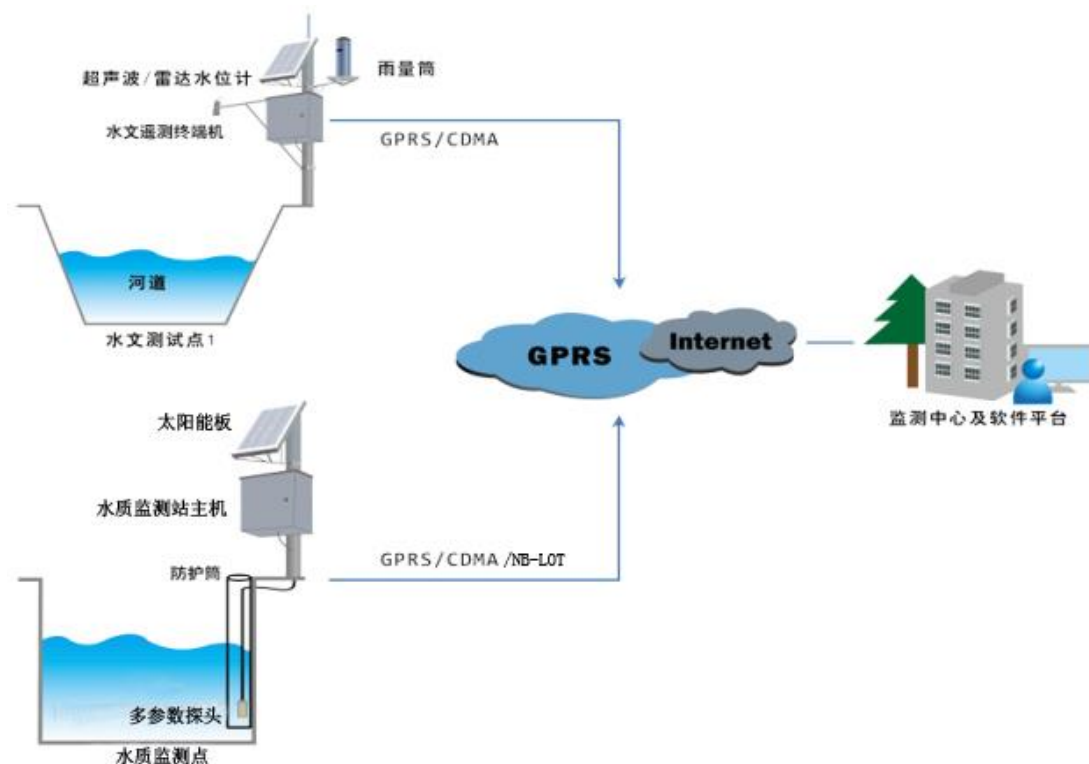 超声波/雷达水位计
雨量筒
水文遥测终端机
GPRS/CDMA
河道
水文测试点1
GPRS
Internet
监测中心及软件平台
太阳能板
水质监测站主机
GPRS/CDMA/NB-LOT
防护筒
多参数探头
水质监测点